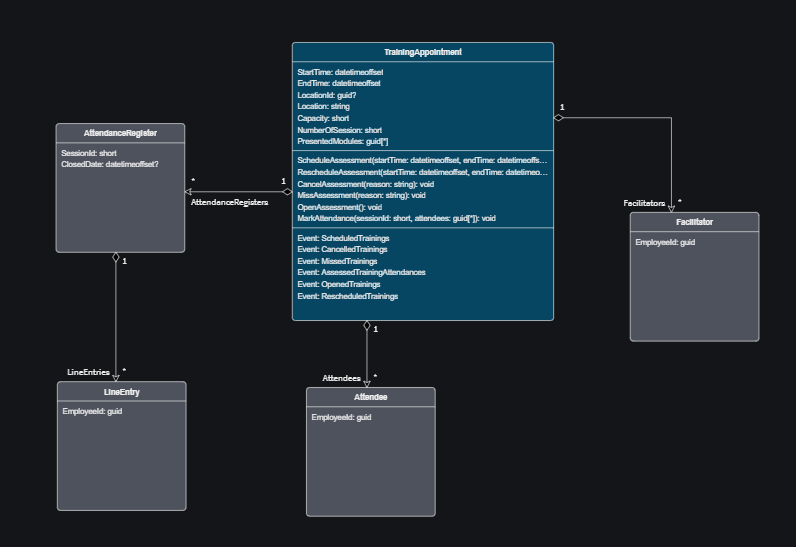 TrainingAppointment
StartTime: datetimeoffset
EndTime: datetimeoffset
LocationId: guid?
Location: string
Capacity: short
NumberOfSession: short
PresentedModules: guid[*]
ScheduleAssessment(startTime: datetimeoffset, endTime: datetimeoffs...
RescheduleAssessment(startTime: datetimeoffset, endTime: datetimeo...
CancelAssessment(reason: string): void
MissAssessment(reason: string): void
OpenAssessment(): void
MarkAttendance(sessionId: short, attendees: guid[*]): void
Event: ScheduledTrainings
Event: CancelledTrainings
Event: MissedTrainings
Event: AssessedTrainingAttendances
Event: OpenedTrainings
Event: RescheduledTrainings
AttendanceRegister
SessionId: short
ClosedDate: datetimeoffset?
* 1
AttendanceRegisters
1
Facilitators *
Facilitator
EmployeeId: guid
1
LineEntries *
LineEntry
EmployeeId: guid
1
Attendees *
Attendee
EmployeeId: guid